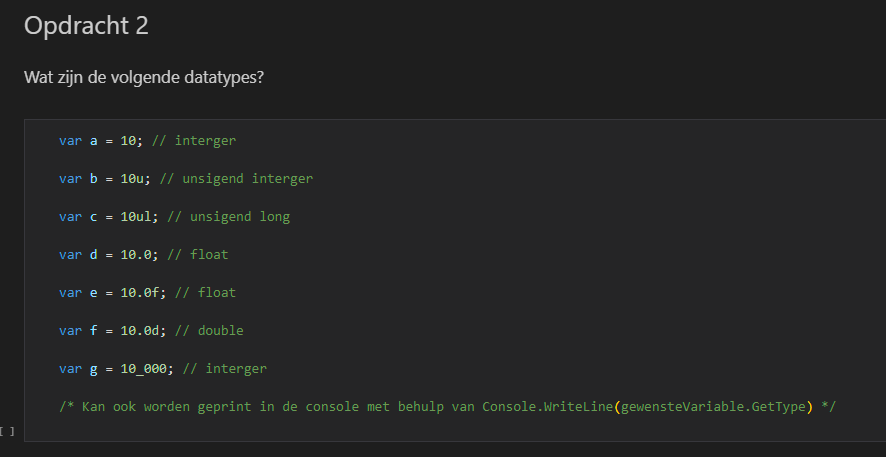 Opdracht 2
Wat zijn de volgende datatypes?
var a = 10; // interger
var b = 10u; // unsigend interger
var c = 10ul; // unsigend long
var d = 10.0; // float
var e = 10.0f; // float
var f = 10.0d; // double
var g = 10_000; // interger
/* Kan ook worden geprint in de console met behulp van Console.WriteLine(gewensteVariable.GetType) */
[ ]